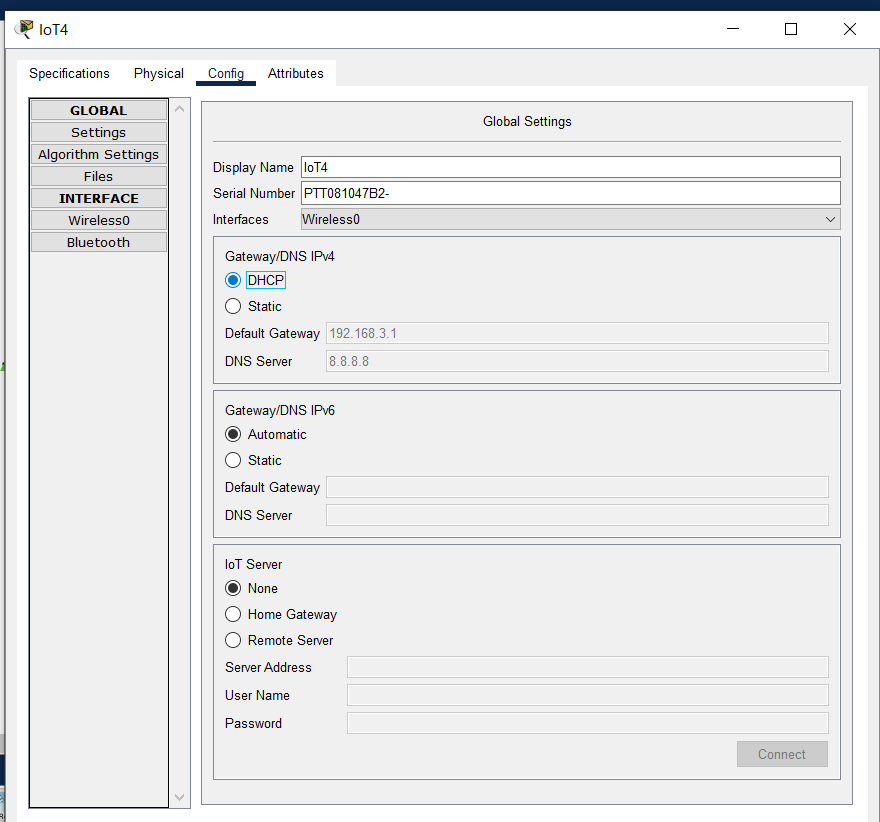 IoT4
Specifications Physical Config Attributes
GLOBAL
Settings
Algorithm Settings
Files
INTERFACE
Wireless0
Bluetooth
Global Settings
Display Name IoT4
Serial Number PTT081047B2-
Interfaces Wireless0
Gateway/DNS IPv4
DHCP
Static
Default Gateway 192.168.3.1
DNS Server 8.8.8.8
Gateway/DNS IPv6
Automatic
Static
Default Gateway
DNS Server
IoT Server
None
Home Gateway
Remote Server
Server Address
User Name
Password
Connect